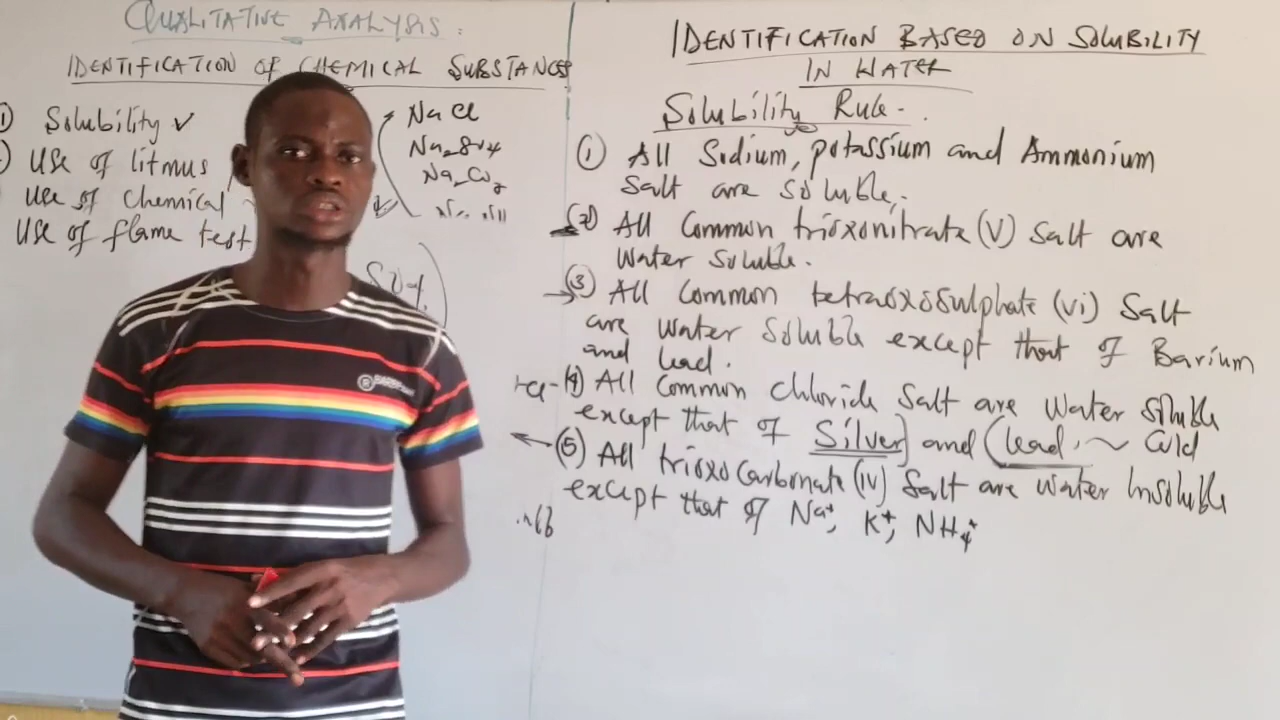 QUALITATIVE ANALYSIS.
IDENTIFICATION OF CHEMICAL SUBSTANCES
1) Solubility ✓
Use of litmus
Use of Chemical
Use of flame test
NaCl
Na2SO4
Na2CO3
IDENTIFICATION BASED ON SOLUBILITY
IN WATER
Solubility Rule.
(1) All Sodium, potassium and Ammonium
Salt are soluble.
(2) All Common trioxonitrate (V) Salt are
Water soluble.
(3) All Common tetraoxosulphate (vi) Salt
are water soluble except that of Barium
and lead.
(4) All Common Chloride Salt are Water Soluble
except that of Silver and (lead ~ Cold
(5) All trioxocarbonate (iv) Salt are water Insoluble
except that of Na+, K+, NH4+